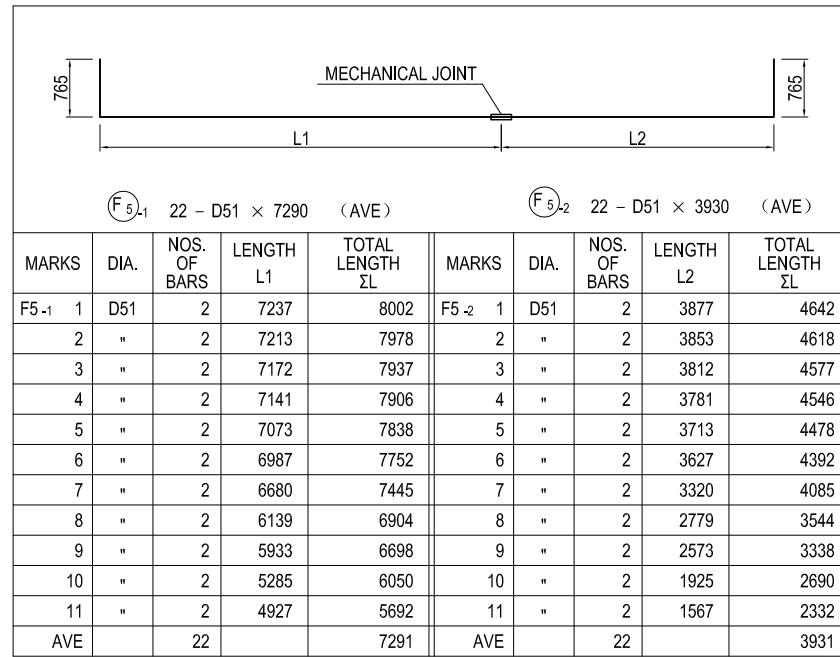 765
MECHANICAL JOINT
765
L1
L2
F 5 -1 22 – D51 × 7290 (AVE)
F 5 -2 22 – D51 × 3930 (AVE)
MARKS DIA. NOS. OF BARS LENGTH L1 TOTAL LENGTH ΣL MARKS DIA. NOS. OF BARS LENGTH L2 TOTAL LENGTH ΣL
F5 -1 1 D51 2 7237 8002 F5 -2 1 D51 2 3877 4642
2 " 2 7213 7978 2 " 2 3853 4618
3 " 2 7172 7937 3 " 2 3812 4577
4 " 2 7141 7906 4 " 2 3781 4546
5 " 2 7073 7838 5 " 2 3713 4478
6 " 2 6987 7752 6 " 2 3627 4392
7 " 2 6680 7445 7 " 2 3320 4085
8 " 2 6139 6904 8 " 2 2779 3544
9 " 2 5933 6698 9 " 2 2573 3338
10 " 2 5285 6050 10 " 2 1925 2690
11 " 2 4927 5692 11 " 2 1567 2332
AVE 22 7291 AVE 22 3931